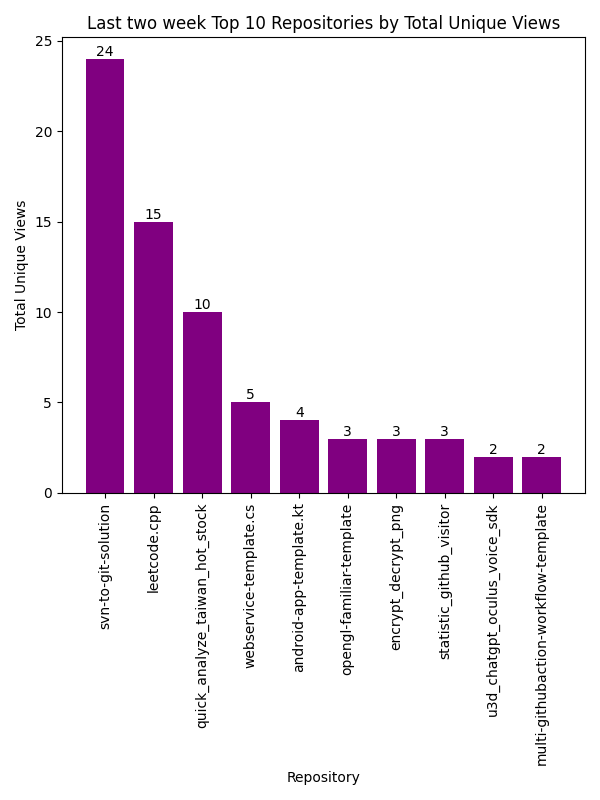 Last two week Top 10 Repositories by Total Unique Views
Total Unique Views
25
20
15
10
5
0
24
15
10
5
4
3
3
3
2
2
svn-to-git-solution
leetcode.cpp
quick_analyze_taiwan_hot_stock
webservice-template.cs
android-app-template.kt
opengl-familiar-template
encrypt_decrypt_png
statistic_github_visitor
u3d_chatgpt_oculus_voice_sdk
multi-githubaction-workflow-template
Repository